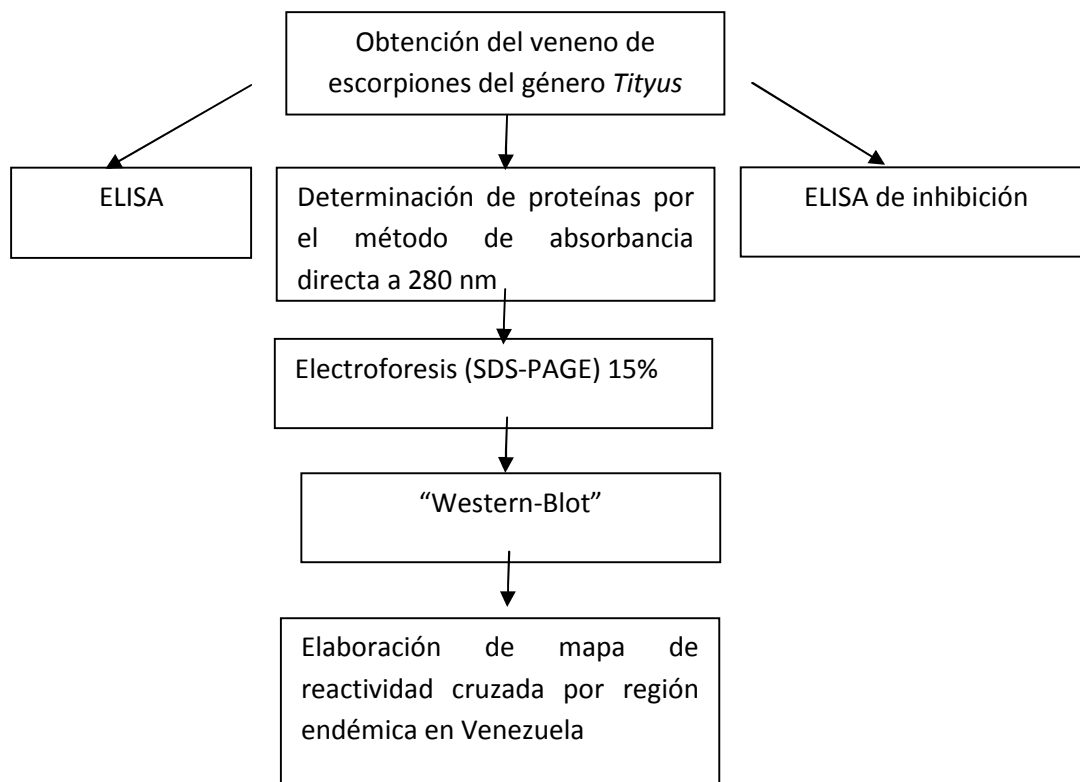 Obtención del veneno de
escorpiones del género Tityus
ELISA
Determinación de proteínas por
el método de absorbancia
directa a 280 nm
ELISA de inhibición
Electroforesis (SDS-PAGE) 15%
“Western-Blot”
Elaboración de mapa de
reactividad cruzada por región
endémica en Venezuela